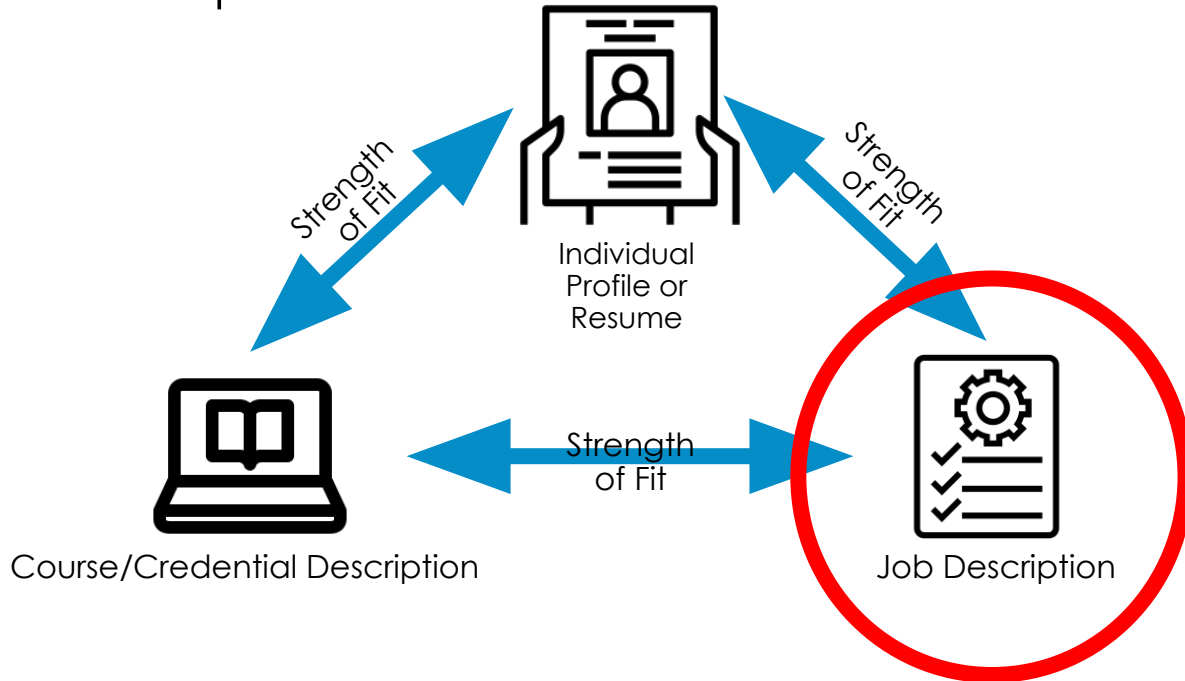 Strength
of Fit
Strength
of Fit
Individual
Profile or
Resume
Strength
of Fit
Course/Credential Description
Job Description